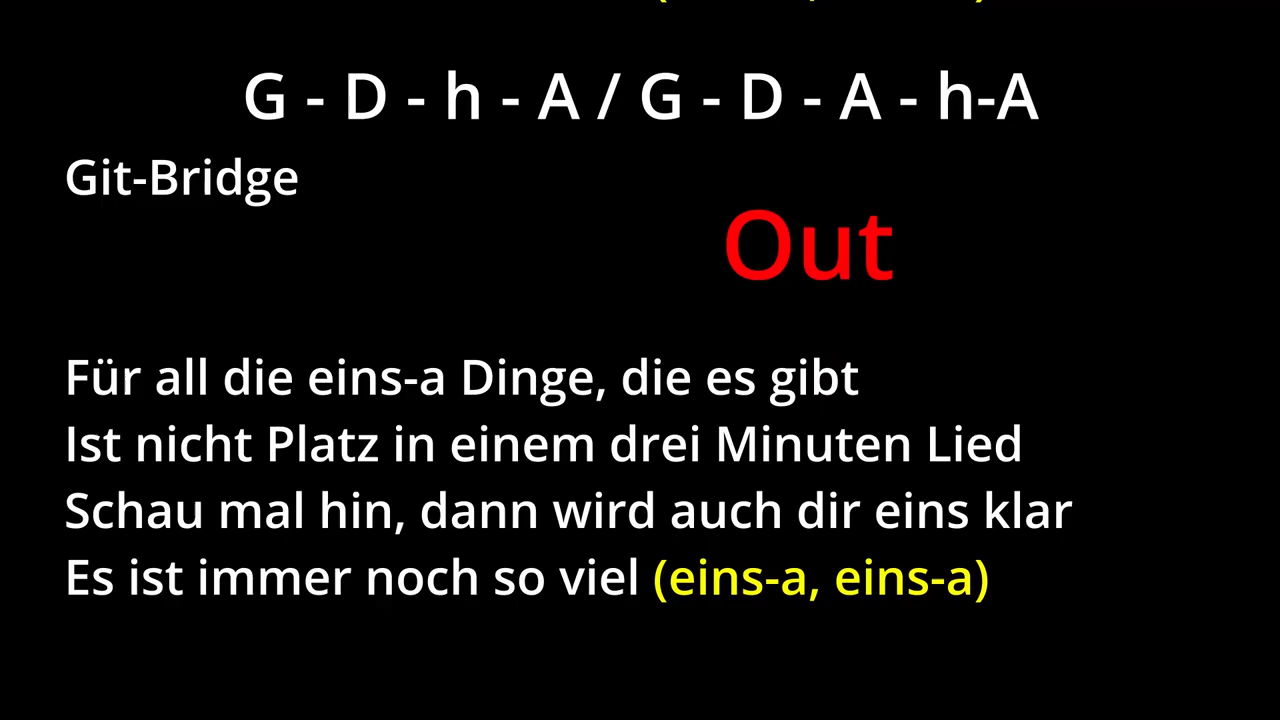 G - D - h - A / G - D - A - h-A
Git-Bridge
Out
Für all die eins-a Dinge, die es gibt
Ist nicht Platz in einem drei Minuten Lied
Schau mal hin, dann wird auch dir eins klar
Es ist immer noch so viel (eins-a, eins-a)